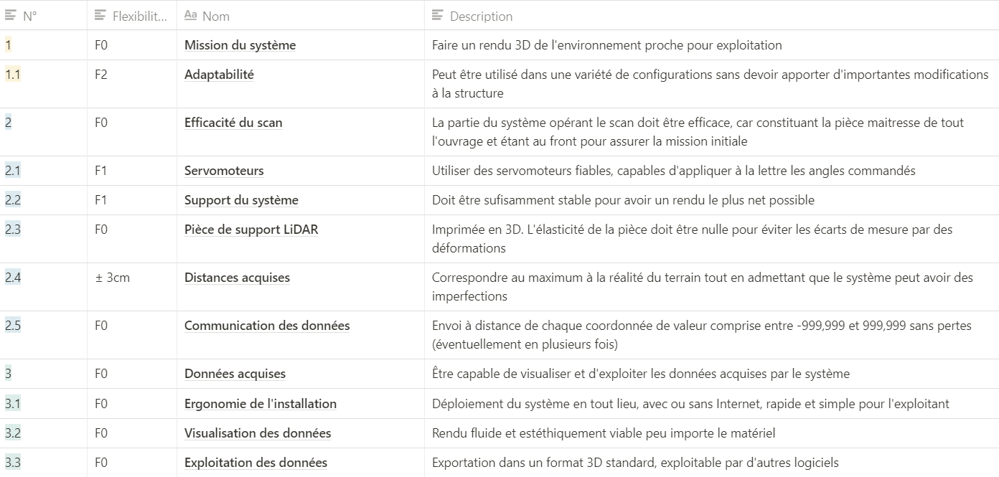 N° Flexibilit... Nom Description
1 F0 Mission du système Faire un rendu 3D de l'environnement proche pour exploitation
1.1 F2 Adaptabilité Peut être utilisé dans une variété de configurations sans devoir apporter d'importantes modifications
à la structure
2 F0 Efficacité du scan La partie du système opérant le scan doit être efficace, car constituant la pièce maitresse de tout
l'ouvrage et étant au front pour assurer la mission initiale
2.1 F1 Servomoteurs Utiliser des servomoteurs fiables, capables d'appliquer à la lettre les angles commandés
2.2 F1 Support du système Doit être sufisamment stable pour avoir un rendu le plus net possible
2.3 F0 Pièce de support LiDAR Imprimée en 3D. L'élasticité de la pièce doit être nulle pour éviter les écarts de mesure par des
déformations
2.4 ± 3cm Distances acquises Correspondre au maximum à la réalité du terrain tout en admettant que le système peut avoir des
imperfections
2.5 F0 Communication des données Envoi à distance de chaque coordonnée de valeur comprise entre -999,999 et 999,999 sans pertes
(éventuellement en plusieurs fois)
3 F0 Données acquises Être capable de visualiser et d'exploiter les données acquises par le système
3.1 F0 Ergonomie de l'installation Déploiement du système en tout lieu, avec ou sans Internet, rapide et simple pour l'exploitant
3.2 F0 Visualisation des données Rendu fluide et estéthiquement viable peu importe le matériel
3.3 F0 Exploitation des données Exportation dans un format 3D standard, exploitable par d'autres logiciels